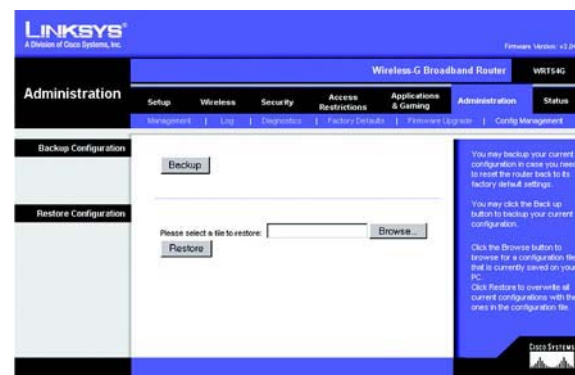 LINKSYS®
A Division of Cisco Systems, Inc.
Firmware Version: v3.0
Wireless-G Broadband Router
WRT54G
Administration
Setup
Wireless
Security
Access Restrictions
Applications & Gaming
Administration
Status
Management | Log | Diagnostics | Factory Defaults | Firmware Upgrade | Config Management
Backup Configuration
Backup
Restore Configuration
Please select a file to restore:
Browse...
Restore
You may backup your current
configuration in case you need
to reset the router back to its
factory default settings.
You may click the Back up
button to backup your current
configuration.
Click the Browse button to
browse for a configuration file
that is currently saved on your
PC.
Click Restore to overwrite all
current configurations with the
ones in the configuration file.
CISCO SYSTEMS